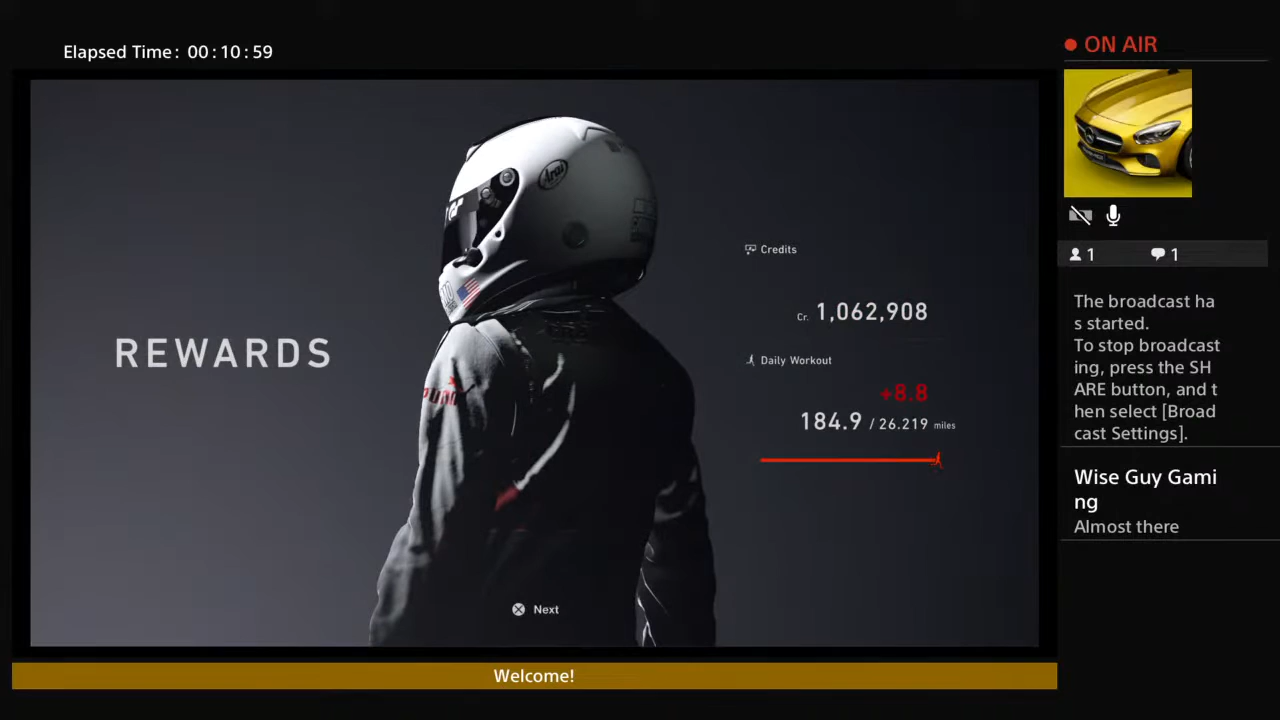 Elapsed Time: 00:10:59
ON AIR
Arai
REWARDS
Credits
Cr. 1,062,908
Daily Workout
+8.8
184.9 / 26.219 miles
Next
Welcome!
1 1
The broadcast ha
s started.
To stop broadcast
ing, press the SH
ARE button, and t
hen select [Broad
cast Settings].
Wise Guy Gami
ng
Almost there